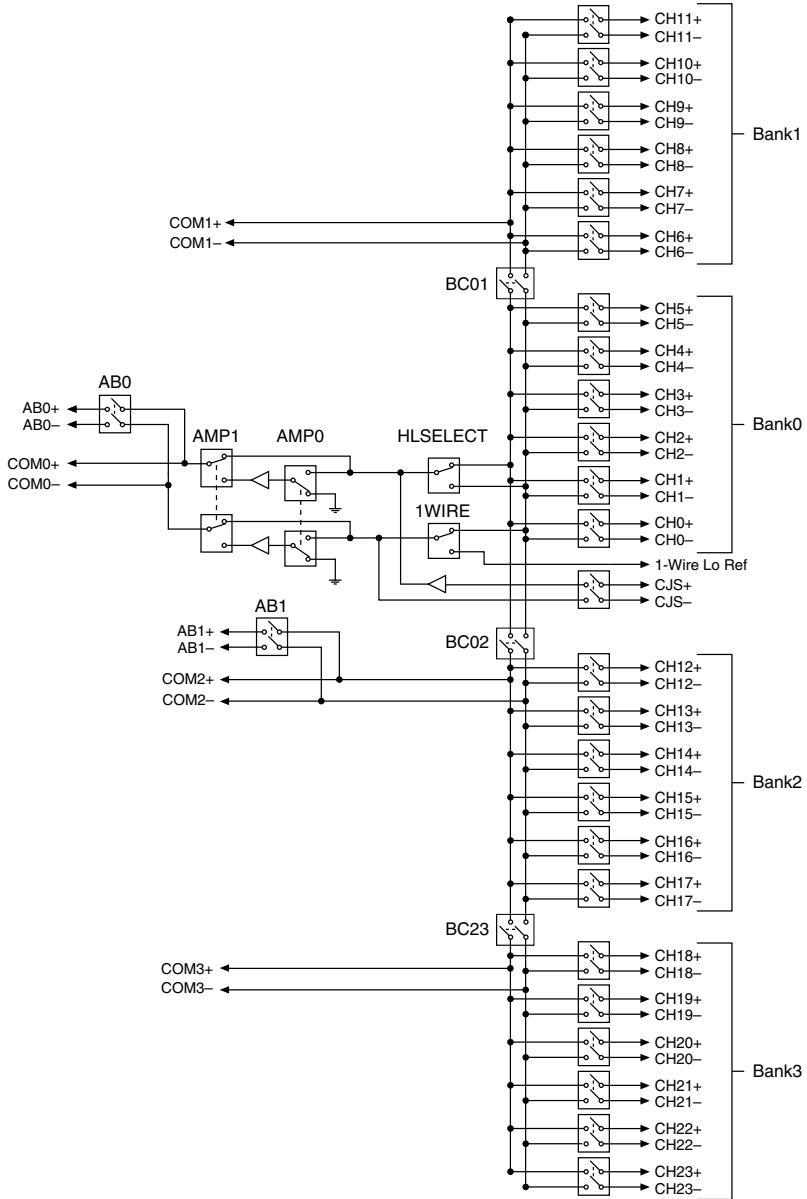 CH11+
CH11–
CH10+
CH10–
CH9+
CH9–
Bank1
CH8+
CH8–
CH7+
CH7–
COM1+
CH6+
COM1–
CH6–
BC01
CH5+
CH5–
CH4+
CH4–
AB0
CH3+
AB0+
CH3–
AB0–
Bank0
AMP1
AMP0
HLSELECT
CH2+
CH2–
COM0+
CH1+
COM0–
CH1–
1WIRE
CH0+
CH0–
1-Wire Lo Ref
CJS+
CJS–
AB1
AB1+
AB1–
BC02
CH12+
COM2+
CH12–
COM2–
CH13+
CH13–
CH14+
CH14–
Bank2
CH15+
CH15–
CH16+
CH16–
CH17+
CH17–
BC23
CH18+
COM3+
CH18–
COM3–
CH19+
CH19–
CH20+
CH20–
Bank3
CH21+
CH21–
CH22+
CH22–
CH23+
CH23–